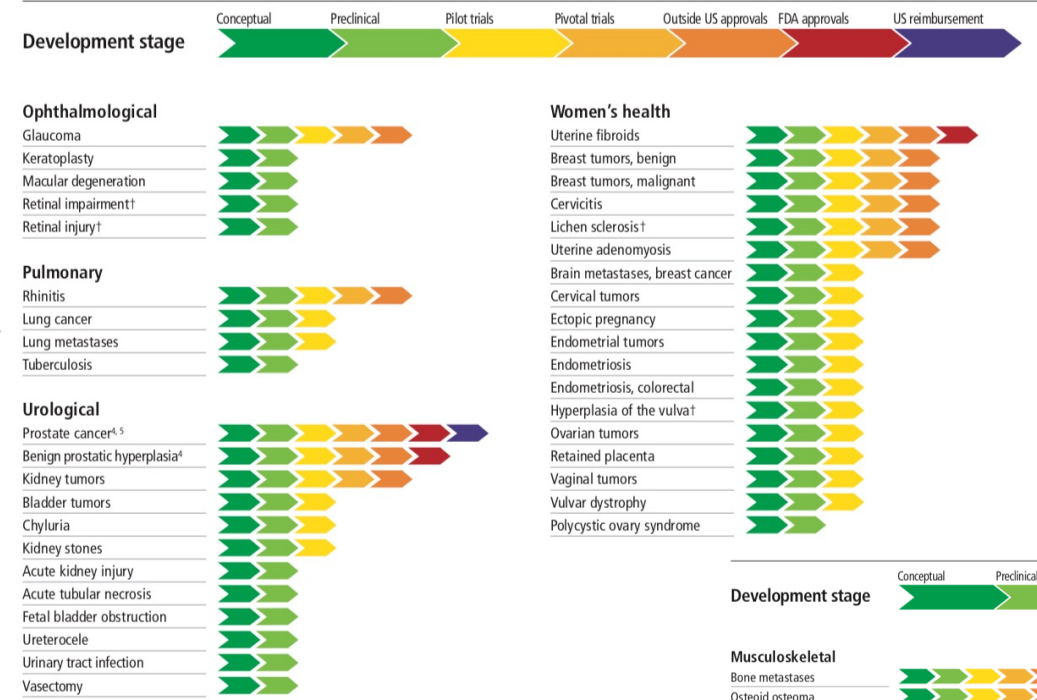 Conceptual Preclinical Pilot trials Pivotal trials Outside US approvals FDA approvals US reimbursement
Development stage
Ophthalmological
Glaucoma
Keratoplasty
Macular degeneration
Retinal impairment†
Retinal injury†
Pulmonary
Rhinitis
Lung cancer
Lung metastases
Tuberculosis
Urological
Prostate cancer⁴˒ ⁵
Benign prostatic hyperplasia⁴
Kidney tumors
Bladder tumors
Chyluria
Kidney stones
Acute kidney injury
Acute tubular necrosis
Fetal bladder obstruction
Ureterocele
Urinary tract infection
Vasectomy
Women's health
Uterine fibroids
Breast tumors, benign
Breast tumors, malignant
Cervicitis
Lichen sclerosis†
Uterine adenomyosis
Brain metastases, breast cancer
Cervical tumors
Ectopic pregnancy
Endometrial tumors
Endometriosis
Endometriosis, colorectal
Hyperplasia of the vulva†
Ovarian tumors
Retained placenta
Vaginal tumors
Vulvar dystrophy
Polycystic ovary syndrome
Conceptual Preclinical
Development stage
Musculoskeletal
Bone metastases
Osteoid osteoma